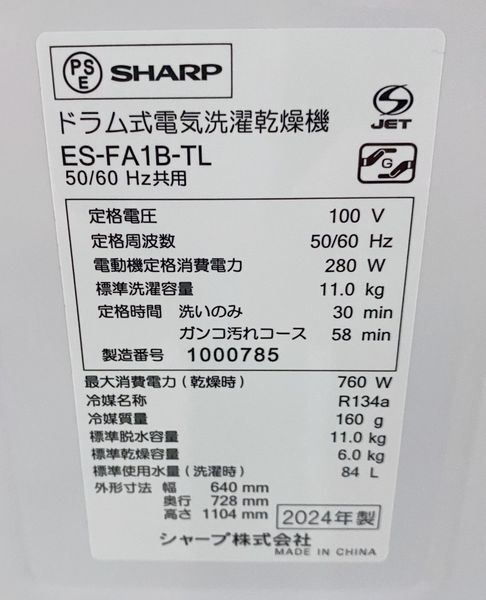 PS
E
SHARP
JET
ドラム式電気洗濯乾燥機
ES-FA1B-TL
50/60 Hz共用
G
定格電圧 100 V
定格周波数 50/60 Hz
電動機定格消費電力 280 W
標準洗濯容量 11.0 kg
定格時間 洗いのみ 30 min
ガンコ汚れコース 58 min
製造番号 1000785
最大消費電力(乾燥時) 760 W
冷媒名称 R134a
冷媒質量 160 g
標準脱水容量 11.0 kg
標準乾燥容量 6.0 kg
標準使用水量(洗濯時) 84 L
外形寸法 幅 640 mm
奥行 728 mm
高さ 1104 mm
2024年製
シャープ株式会社
MADE IN CHINA